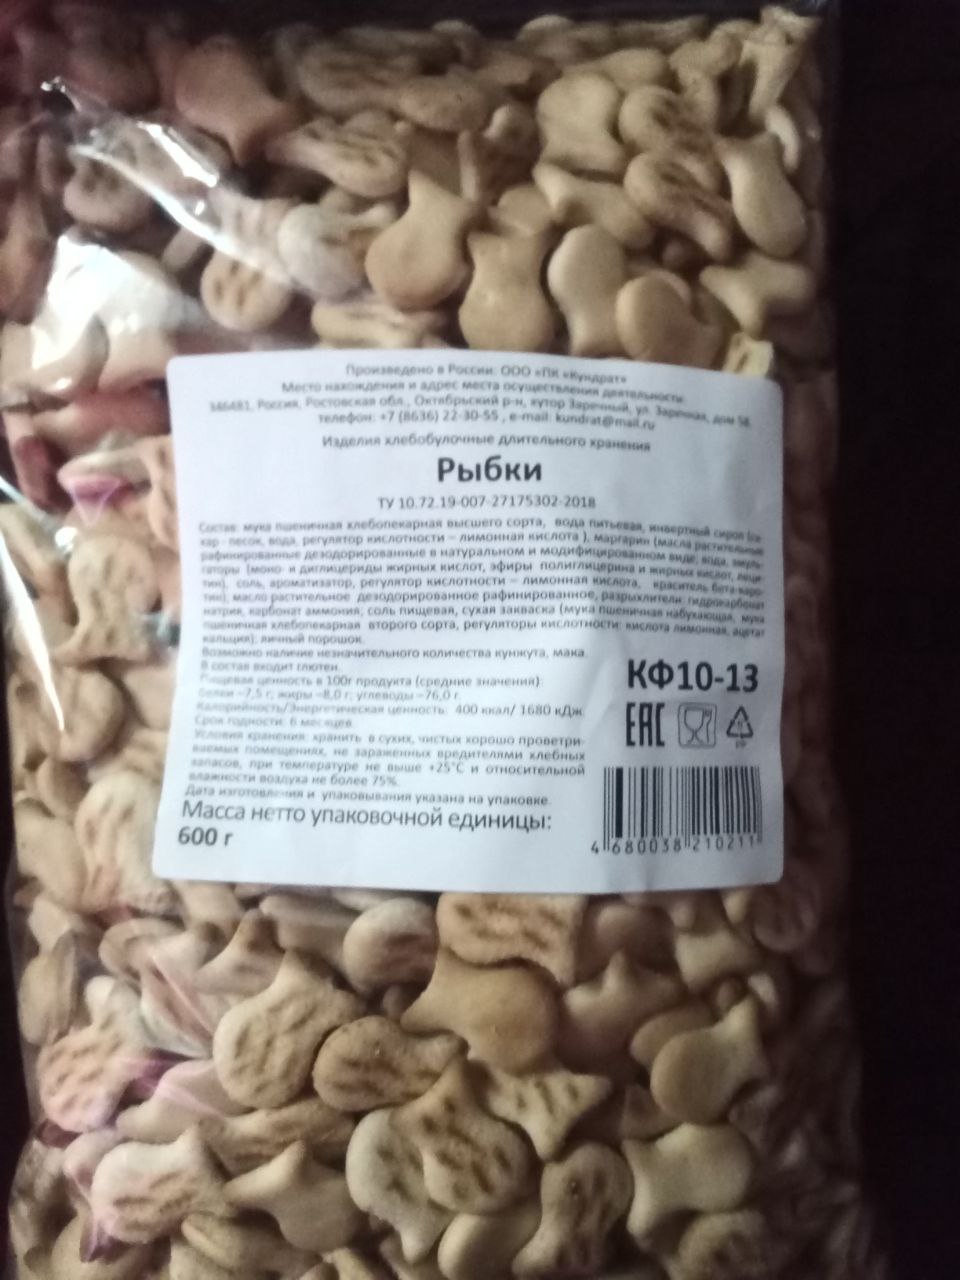 Произведено в России: ООО «ПК «Кундрат»
Место нахождения и адрес места осуществления деятельности:
346481, Россия, Ростовская обл., Октябрьский р-н, хутор Заречный, ул. Заречная, дом 58,
телефон: +7 (8636) 22-30-55 , e-mail: kundrat@mail.ru
Изделия хлебобулочные длительного хранения
Рыбки
ТУ 10.72.19-007-27175302-2018
Состав: мука пшеничная хлебопекарная высшего сорта, вода питьевая, инвертный сироп (са-
хар - песок, вода, регулятор кислотности – лимонная кислота ), маргарин (масла растительные
рафинированные дезодорированные в натуральном и модифицированном виде, вода, эмуль-
гаторы (моно- и диглицериды жирных кислот, эфиры полиглицерина и жирных кислот, леци-
тин), соль, ароматизатор, регулятор кислотности – лимонная кислота, краситель бета-каро-
тин), масло растительное дезодорированное рафинированное, разрыхлители: гидрокарбонат
натрия, карбонат аммония; соль пищевая, сухая закваска (мука пшеничная набухающая, мука
пшеничная хлебопекарная второго сорта, регуляторы кислотности: кислота лимонная, ацетат
кальция); яичный порошок.
Возможно наличие незначительного количества кунжута, мака.
В состав входит глютен.
Пищевая ценность в 100г продукта (средние значения):
белки –7,5 г; жиры –8,0 г; углеводы –76,0 г.
Калорийность/Энергетическая ценность: 400 ккал/ 1680 кДж
Срок годности: 6 месяцев
Условия хранения: хранить в сухих, чистых хорошо проветри-
ваемых помещениях, не зараженных вредителями хлебных
запасов, при температуре не выше +25°С и относительной
влажности воздуха не более 75%.
Дата изготовления и упаковывания указана на упаковке.
Масса нетто упаковочной единицы:
600 г
КФ10-13
EAC
4 680038 210211